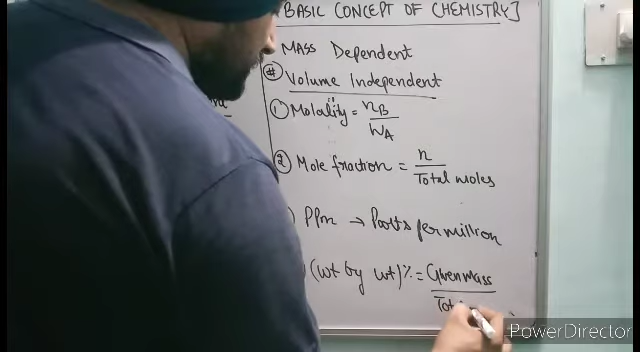 BASIC CONCEPT OF CHEMISTRY]
MASS Dependent
# Volume Independent
1) Molality = nB / WA
2 Mole fraction = n / Total moles
) PPm → Parts per million
) (wt by wt) % = Given Mass / Tot
PowerDirector